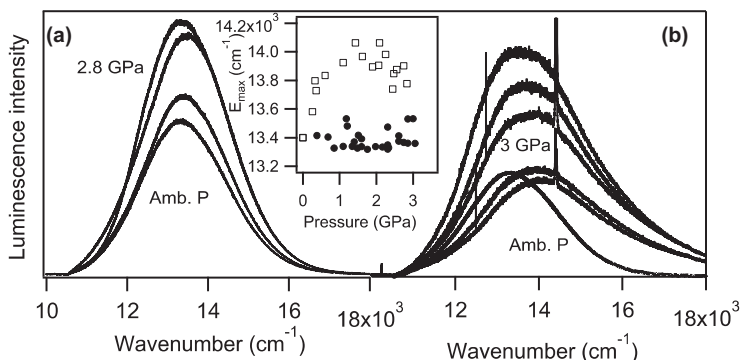 (a)
2.8 GPa
Amb. P
Luminescence intensity
10
12
14
16
18x10³
Wavenumber (cm⁻¹)
14.2x10³
14.0
13.8
13.6
13.4
13.2
E_max (cm⁻¹)
0
1
2
3
Pressure (GPa)
(b)
3 GPa
Amb. P
12
14
16
18x10³
Wavenumber (cm⁻¹)